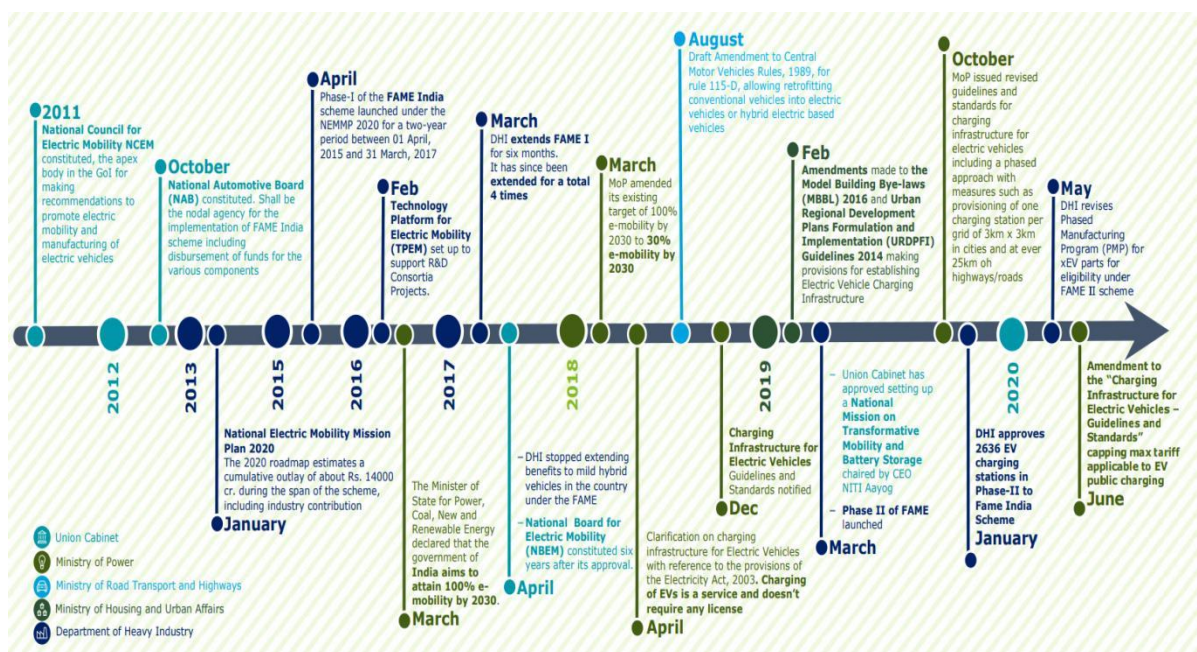 2011
National Council for
Electric Mobility NCEM
constituted, the apex
body in the GoI for
making
recommendations to
promote electric
mobility and
manufacturing of
electric vehicles
October
National Automotive Board
(NAB) constituted. Shall be
the nodal agency for the
implementation of FAME India
scheme including
disbursement of funds for the
various components
April
Phase-I of the FAME India
scheme launched under the
NEMMP 2020 for a two-year
period between 01 April,
2015 and 31 March, 2017
Feb
Technology
Platform for
Electric Mobility
(TPEM) set up to
support R&D
Consortia
Projects.
March
DHI extends FAME I
for six months.
It has since been
extended for a total
4 times
March
MoP amended
its existing
target of 100%
e-mobility by
2030 to 30%
e-mobility by
2030
August
Draft Amendment to Central
Motor Vehicles Rules, 1989, for
rule 115-D, allowing retrofitting
conventional vehicles into electric
vehicles or hybrid electric based
vehicles
Feb
Amendments made to the
Model Building Bye-laws
(MBBL) 2016 and Urban
Regional Development
Plans Formulation and
Implementation (URDPFI)
Guidelines 2014 making
provisions for establishing
Electric Vehicle Charging
Infrastructure
October
MoP issued revised
guidelines and
standards for
charging
infrastructure for
electric vehicles
including a phased
approach with
measures such as
provisioning of one
charging station per
grid of 3km x 3km
in cities and at ever
25km oh
highways/roads
May
DHI revises
Phased
Manufacturing
Program (PMP) for
xEV parts for
eligibility under
FAME II scheme
2012
2013
2015
2016
2017
2018
2019
2020
National Electric Mobility Mission
Plan 2020
The 2020 roadmap estimates a
cumulative outlay of about Rs. 14000
cr. during the span of the scheme,
including industry contribution
January
The Minister of
State for Power,
Coal, New and
Renewable Energy
declared that the
government of
India aims to
attain 100% e-
mobility by 2030.
March
– DHI stopped extending
benefits to mild hybrid
vehicles in the country
under the FAME
– National Board for
Electric Mobility
(NBEM) constituted six
years after its approval.
April
Clarification on charging
infrastructure for Electric Vehicles
with reference to the provisions of
the Electricity Act, 2003. Charging
of EVs is a service and doesn't
require any license
April
Charging
Infrastructure for
Electric Vehicles
Guidelines and
Standards notified
Dec
– Union Cabinet has
approved setting up
a National
Mission on
Transformative
Mobility and
Battery Storage
chaired by CEO
NITI Aayog
– Phase II of FAME
launched
March
DHI approves
2636 EV
charging
stations in
Phase-II to
Fame India
Scheme
January
Amendment to
the "Charging
Infrastructure for
Electric Vehicles –
Guidelines and
Standards"
capping max tariff
applicable to EV
public charging
June
Union Cabinet
Ministry of Power
Ministry of Road Transport and Highways
Ministry of Housing and Urban Affairs
Department of Heavy Industry